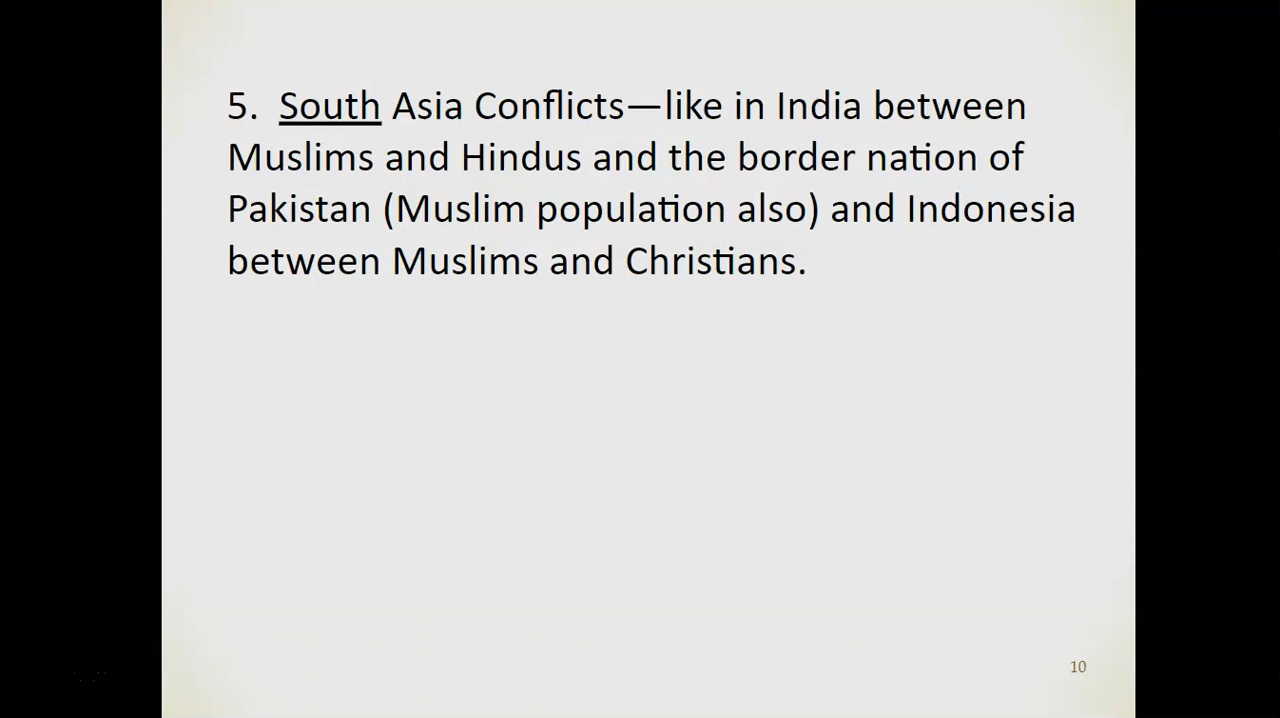 5. South Asia Conflicts—like in India between
Muslims and Hindus and the border nation of
Pakistan (Muslim population also) and Indonesia
between Muslims and Christians.
10